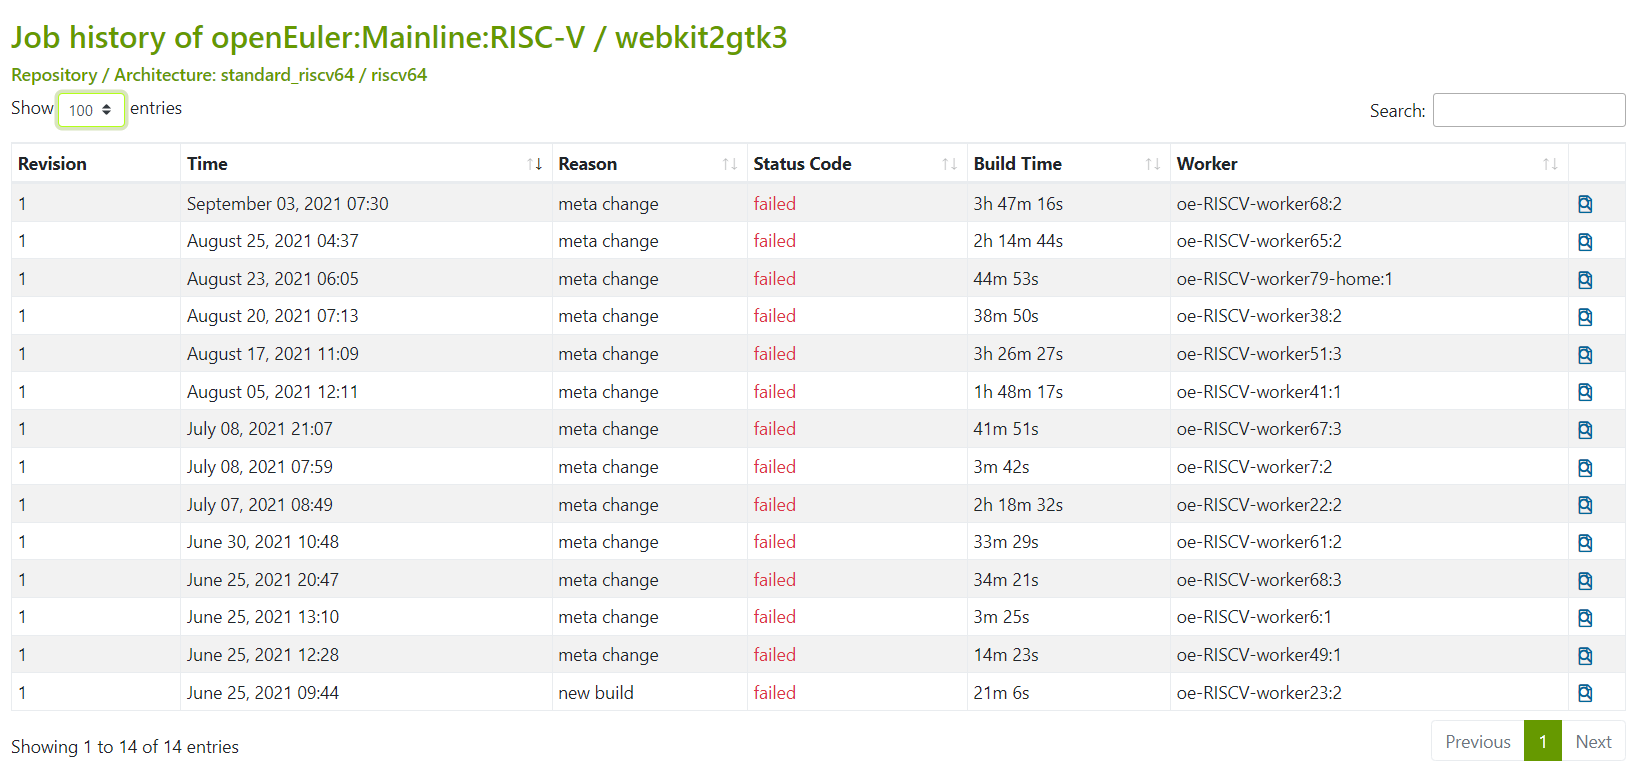 Job history of openEuler:Mainline:RISC-V / webkit2gtk3
Repository / Architecture: standard_riscv64 / riscv64
Show 100 entries Search:
Revision Time Reason Status Code Build Time Worker
1 September 03, 2021 07:30 meta change failed 3h 47m 16s oe-RISCV-worker68:2
1 August 25, 2021 04:37 meta change failed 2h 14m 44s oe-RISCV-worker65:2
1 August 23, 2021 06:05 meta change failed 44m 53s oe-RISCV-worker79-home:1
1 August 20, 2021 07:13 meta change failed 38m 50s oe-RISCV-worker38:2
1 August 17, 2021 11:09 meta change failed 3h 26m 27s oe-RISCV-worker51:3
1 August 05, 2021 12:11 meta change failed 1h 48m 17s oe-RISCV-worker41:1
1 July 08, 2021 21:07 meta change failed 41m 51s oe-RISCV-worker67:3
1 July 08, 2021 07:59 meta change failed 3m 42s oe-RISCV-worker7:2
1 July 07, 2021 08:49 meta change failed 2h 18m 32s oe-RISCV-worker22:2
1 June 30, 2021 10:48 meta change failed 33m 29s oe-RISCV-worker61:2
1 June 25, 2021 20:47 meta change failed 34m 21s oe-RISCV-worker68:3
1 June 25, 2021 13:10 meta change failed 3m 25s oe-RISCV-worker6:1
1 June 25, 2021 12:28 meta change failed 14m 23s oe-RISCV-worker49:1
1 June 25, 2021 09:44 new build failed 21m 6s oe-RISCV-worker23:2
Showing 1 to 14 of 14 entries Previous 1 Next